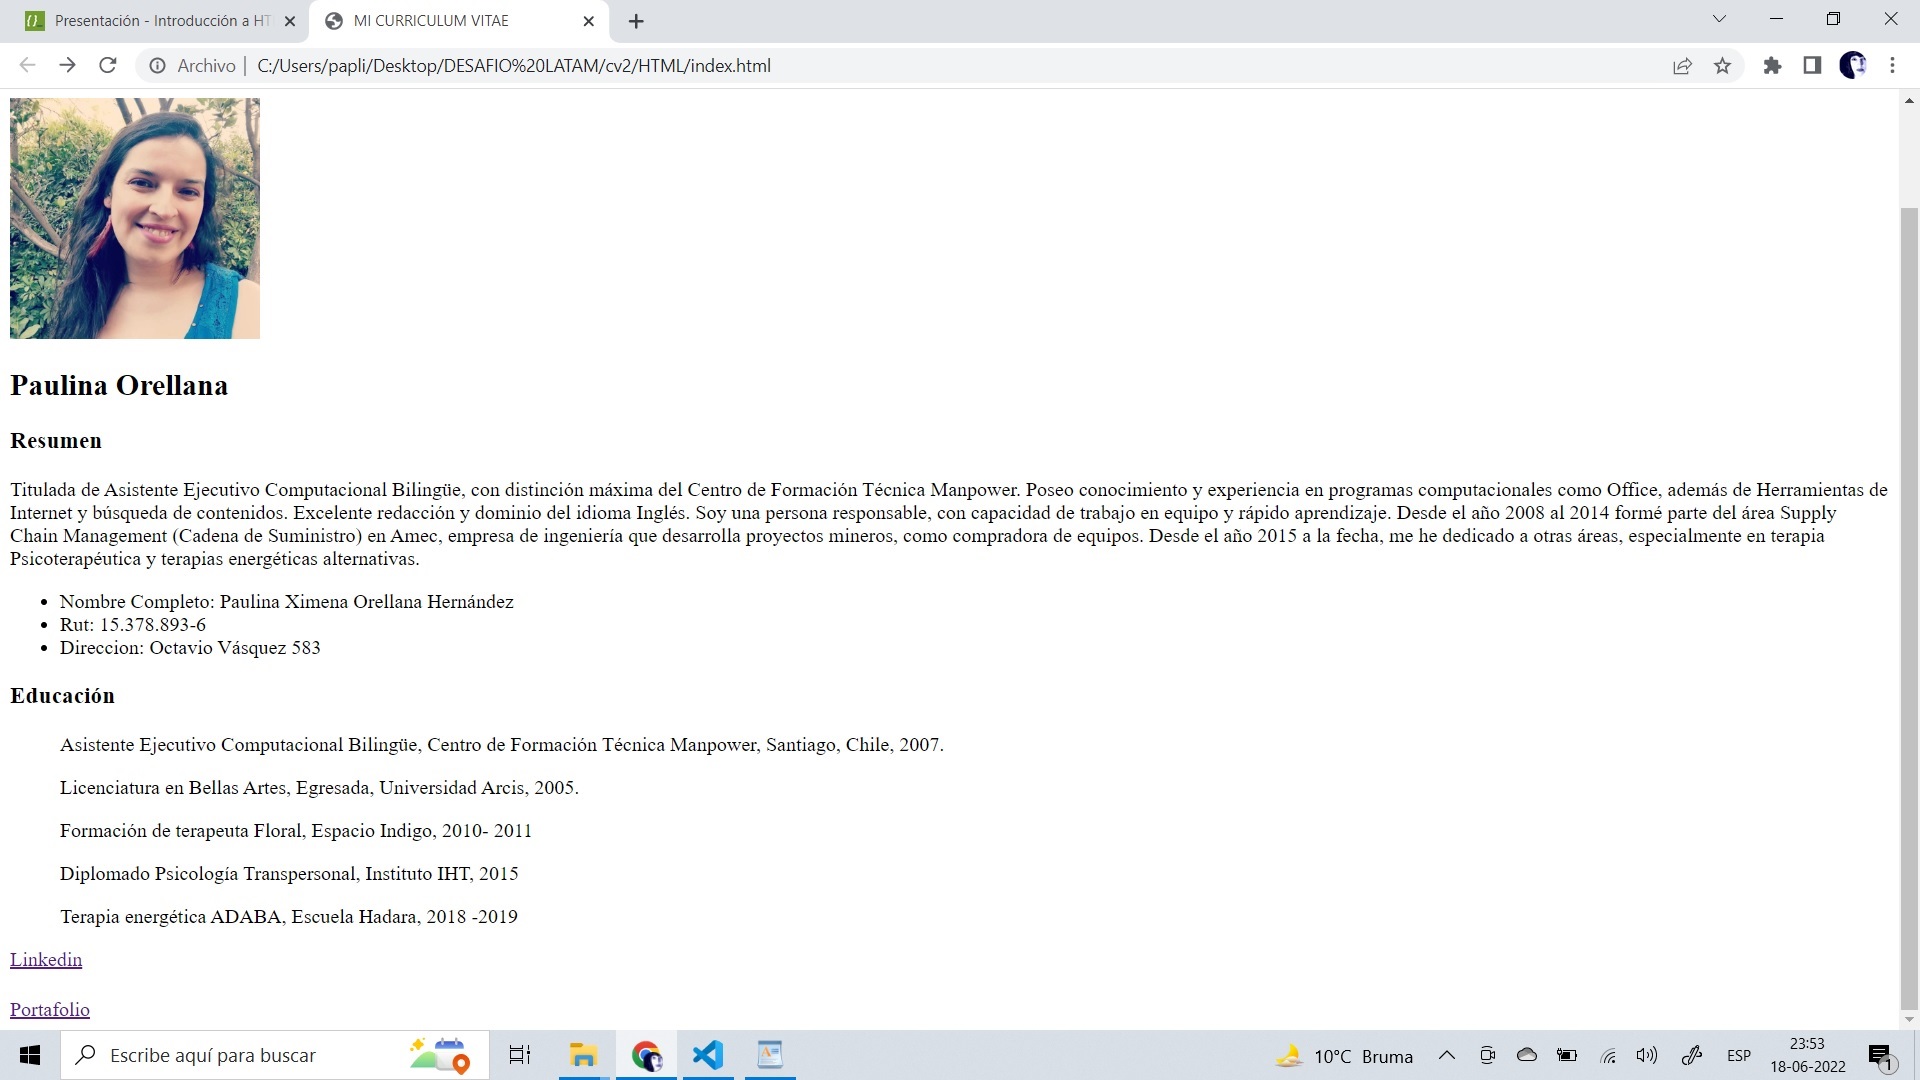 Presentación - Introducción a HT
MI CURRICULUM VITAE
Archivo | C:/Users/papli/Desktop/DESAFIO%20LATAM/cv2/HTML/index.html
Paulina Orellana
Resumen
Titulada de Asistente Ejecutivo Computacional Bilingüe, con distinción máxima del Centro de Formación Técnica Manpower. Poseo conocimiento y experiencia en programas computacionales como Office, además de Herramientas de
Internet y búsqueda de contenidos. Excelente redacción y dominio del idioma Inglés. Soy una persona responsable, con capacidad de trabajo en equipo y rápido aprendizaje. Desde el año 2008 al 2014 formé parte del área Supply
Chain Management (Cadena de Suministro) en Amec, empresa de ingeniería que desarrolla proyectos mineros, como compradora de equipos. Desde el año 2015 a la fecha, me he dedicado a otras áreas, especialmente en terapia
Psicoterapéutica y terapias energéticas alternativas.
• Nombre Completo: Paulina Ximena Orellana Hernández
• Rut: 15.378.893-6
• Direccion: Octavio Vásquez 583
Educación
Asistente Ejecutivo Computacional Bilingüe, Centro de Formación Técnica Manpower, Santiago, Chile, 2007.
Licenciatura en Bellas Artes, Egresada, Universidad Arcis, 2005.
Formación de terapeuta Floral, Espacio Indigo, 2010- 2011
Diplomado Psicología Transpersonal, Instituto IHT, 2015
Terapia energética ADABA, Escuela Hadara, 2018 -2019
Linkedin
Portafolio
Escribe aquí para buscar
10°C Bruma
ESP
23:53
18-06-2022
1